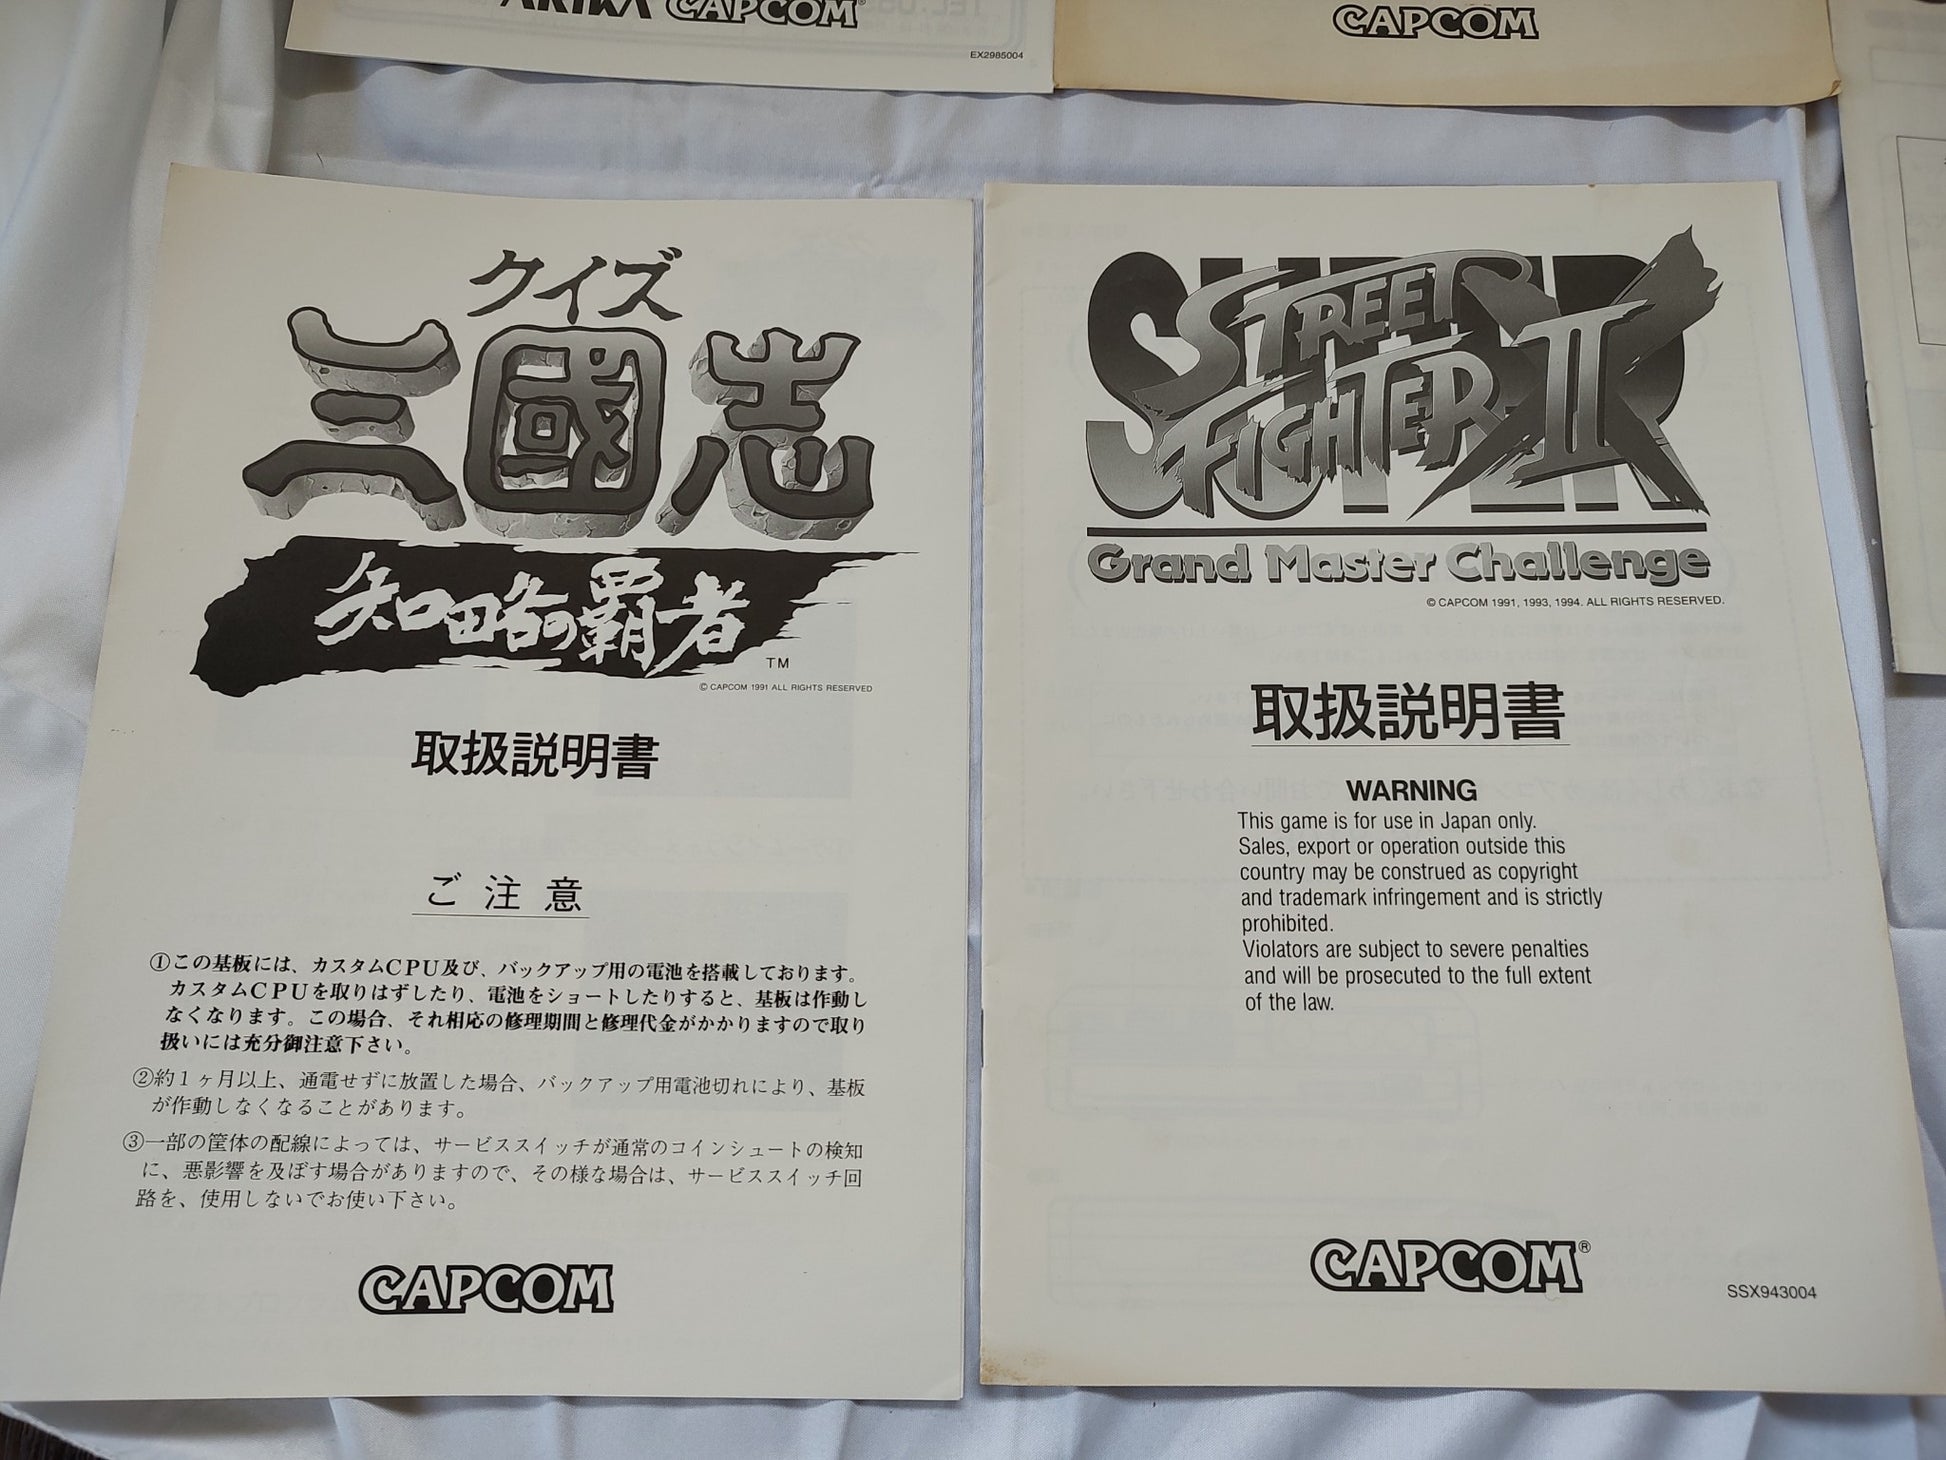 ARIKA CAPCOM®
EX2985004
CAPCOM
クイズ
三國志
知略の覇者
TM
© CAPCOM 1991 ALL RIGHTS RESERVED
取扱説明書
ご注意
①この基板には、カスタムCPU及び、バックアップ用の電池を搭載しております。
カスタムCPUを取りはずしたり、電池をショートしたりすると、基板は作動し
なくなります。この場合、それ相応の修理期間と修理代金がかかりますので取り
扱いには充分御注意下さい。
②約1ヶ月以上、通電せずに放置した場合、バックアップ用電池切れにより、基板
が作動しなくなることがあります。
③一部の筐体の配線によっては、サービススイッチが通常のコインシュートの検知
に、悪影響を及ぼす場合がありますので、その様な場合は、サービススイッチ回
路を、使用しないでお使い下さい。
CAPCOM
SUPER
STREET
FIGHTER II X
Grand Master Challenge
© CAPCOM 1991, 1993, 1994. ALL RIGHTS RESERVED.
取扱説明書
WARNING
This game is for use in Japan only.
Sales, export or operation outside this
country may be construed as copyright
and trademark infringement and is strictly
prohibited.
Violators are subject to severe penalties
and will be prosecuted to the full extent
of the law.
CAPCOM®
SSX943004